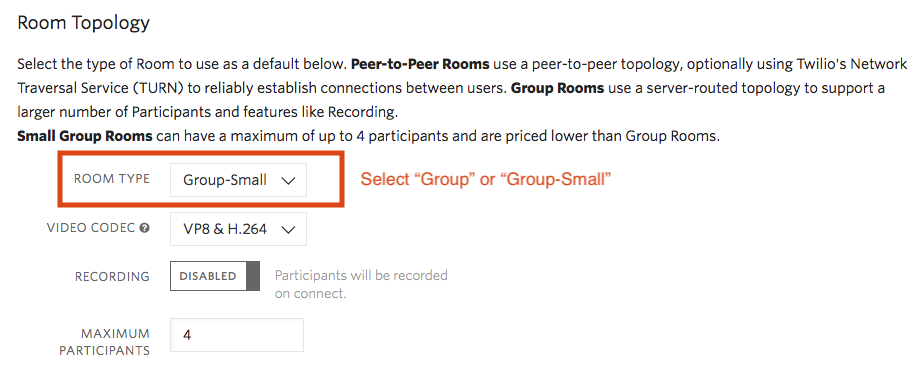 Room Topology
Select the type of Room to use as a default below. Peer-to-Peer Rooms use a peer-to-peer topology, optionally using Twilio's Network
Traversal Service (TURN) to reliably establish connections between users. Group Rooms use a server-routed topology to support a
larger number of Participants and features like Recording.
Small Group Rooms can have a maximum of up to 4 participants and are priced lower than Group Rooms.
ROOM TYPE Group-Small Select “Group” or “Group-Small”
VIDEO CODEC ? VP8 & H.264
RECORDING DISABLED Participants will be recorded
on connect.
MAXIMUM
PARTICIPANTS 4